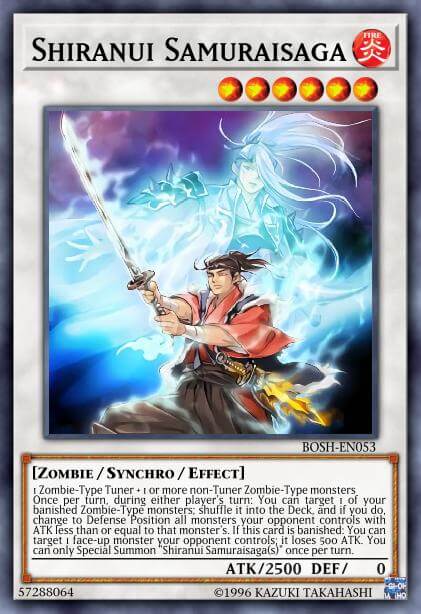 SHIRANUI SAMURAISAGA
FIRE
炎
BOSH-EN053
[ZOMBIE / SYNCHRO / EFFECT]
1 Zombie-Type Tuner + 1 or more non-Tuner Zombie-Type monsters
Once per turn, during either player's turn: You can target 1 of your
banished Zombie-Type monsters; shuffle it into the Deck, and if you do,
change to Defense Position all monsters your opponent controls with
ATK less than or equal to that monster's. If this card is banished: You can
target 1 face-up monster your opponent controls; it loses 500 ATK. You
can only Special Summon "Shiranui Samuraisaga(s)" once per turn.
ATK/2500 DEF/ 0
57288064
©1996 KAZUKI TAKAHASHI